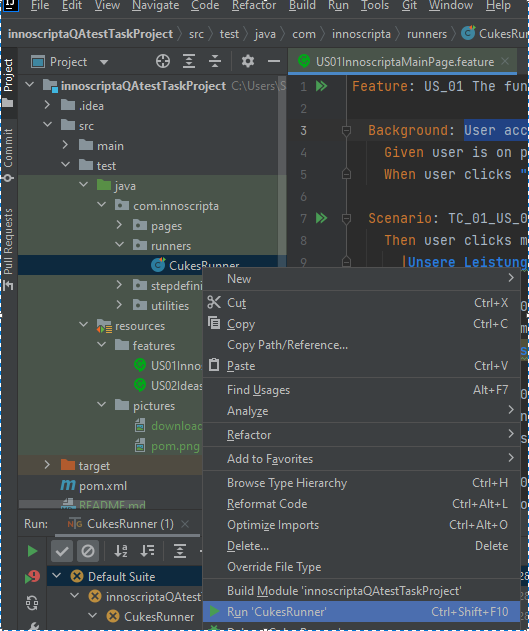 File Edit View Navigate Code Refactor Build Run Tools Git Window
innoscriptaQAtestTaskProject src test java com innoscripta runners CukesRun
Project
US01InnoscriptaMainPage.feature
Project
Commit
Pull Requests
innoscriptaQAtestTaskProject C:\Users\S
.idea
src
main
test
java
com.innoscripta
pages
runners
CukesRunner
stepdefini
utilities
resources
features
US01Inno
US02Ideas
pictures
download
pom.png
target
pom.xml
README.md
1 Feature: US_01 The fun
2
3 Background: User acc
4 Given user is on p
5 When user clicks "
6
7 Scenario: TC_01_US_0
8 Then user clicks m
9 |Unsere Leistung
New
Cut Ctrl+X
Copy Ctrl+C
Copy Path/Reference...
Paste Ctrl+V
Find Usages Alt+F7
Analyze
Refactor
Add to Favorites
Browse Type Hierarchy Ctrl+H
Reformat Code Ctrl+Alt+L
Optimize Imports Ctrl+Alt+O
Delete... Delete
Override File Type
Build Module 'innoscriptaQAtestTaskProject'
Run 'CukesRunner' Ctrl+Shift+F10
Run: CukesRunner (1)
Default Suite
innoscriptaQAtest
CukesRunner